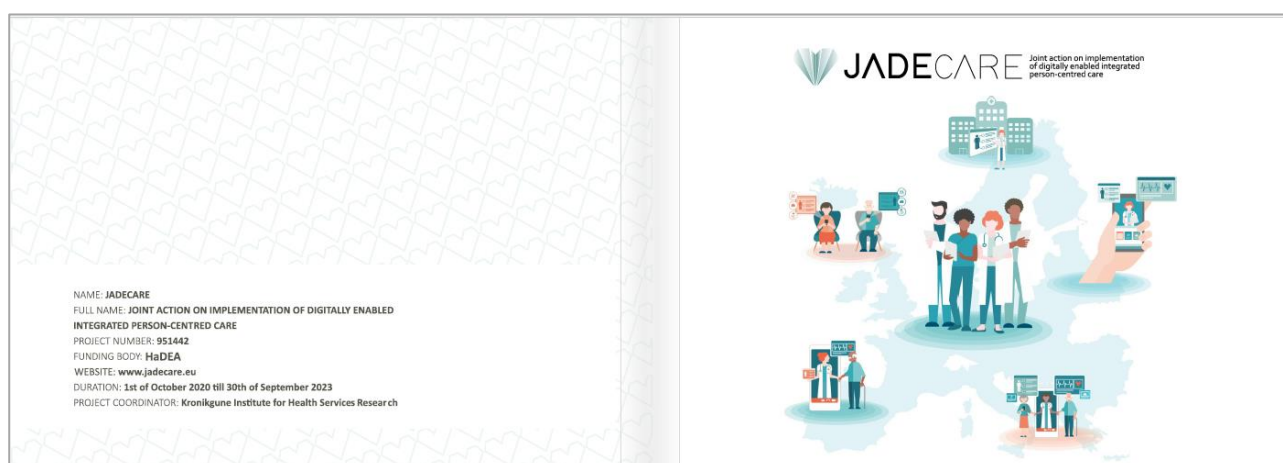 NAME: JADECARE
FULL NAME: JOINT ACTION ON IMPLEMENTATION OF DIGITALLY ENABLED
INTEGRATED PERSON-CENTRED CARE
PROJECT NUMBER: 951442
FUNDING BODY: HaDEA
WEBSITE: www.jadecare.eu
DURATION: 1st of October 2020 till 30th of September 2023
PROJECT COORDINATOR: Kronikgune Institute for Health Services Research
JADECARE
Joint action on implementation
of digitally enabled integrated
person-centred care